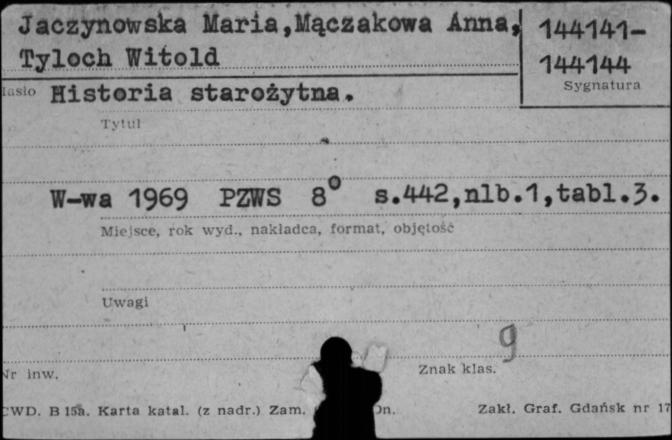 Jaczynowska Maria,Mączakowa Anna,
144141-
Tyloch Witold
144144
Sygnatura
Hasło Historia starożytna.
Tytuł
W-wa 1969 PZWS 8° s.442,nlb.1,tabl.3.
Miejsce, rok wyd., nakładca, format, objętość
Uwagi
9
Nr inw.
Znak klas.
CWD. B 15a. Karta katal. (z nadr.) Zam.
Zakł. Graf. Gdańsk nr 17